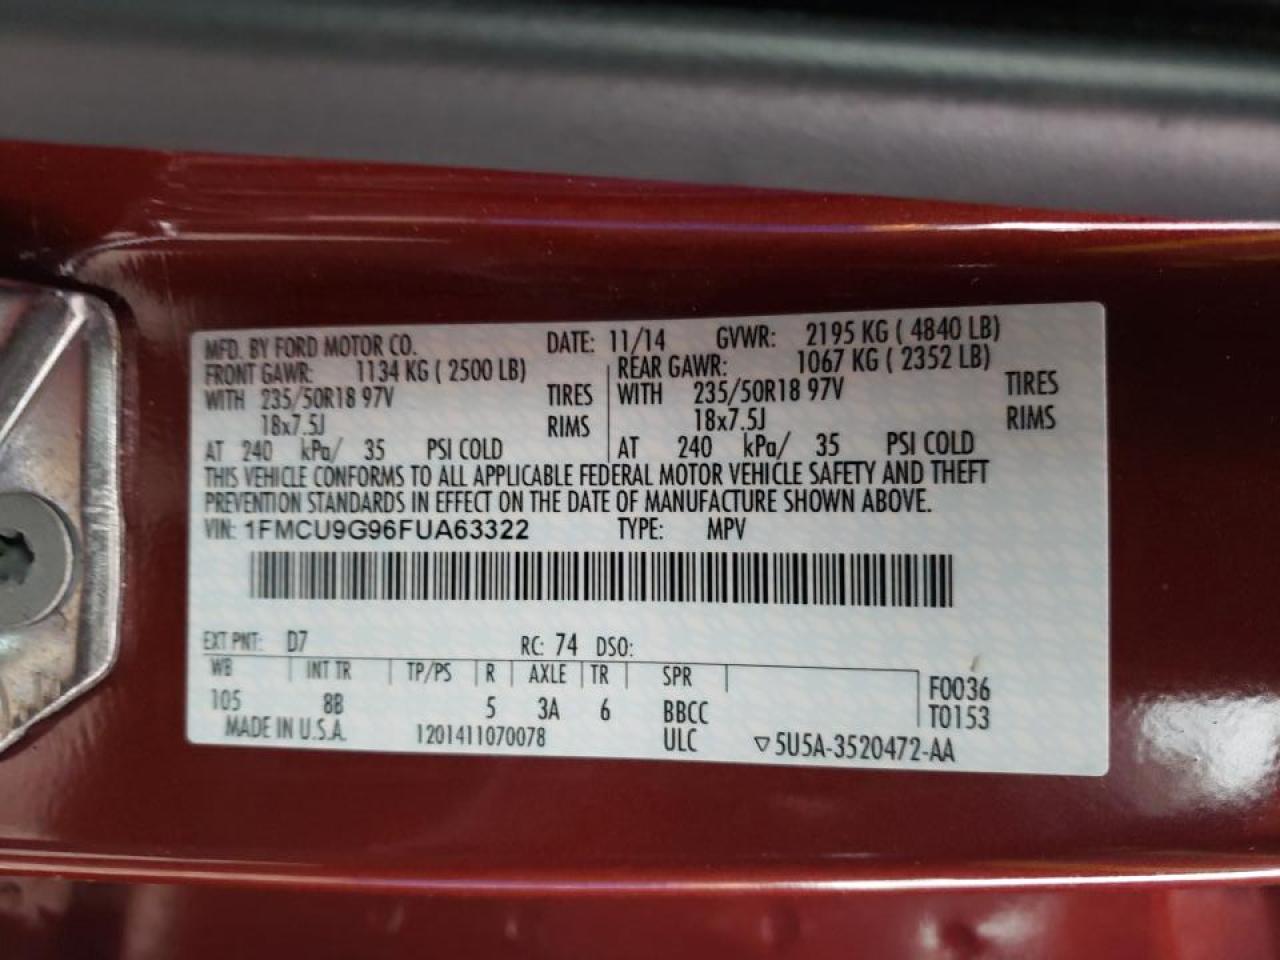 MFD. BY FORD MOTOR CO. DATE: 11/14 GVWR: 2195 KG ( 4840 LB)
FRONT GAWR: 1134 KG ( 2500 LB) REAR GAWR: 1067 KG ( 2352 LB)
WITH 235/50R18 97V TIRES WITH 235/50R18 97V TIRES
18x7.5J RIMS 18x7.5J RIMS
AT 240 kPa/ 35 PSI COLD AT 240 kPa/ 35 PSI COLD
THIS VEHICLE CONFORMS TO ALL APPLICABLE FEDERAL MOTOR VEHICLE SAFETY AND THEFT
PREVENTION STANDARDS IN EFFECT ON THE DATE OF MANUFACTURE SHOWN ABOVE.
VIN: 1FMCU9G96FUA63322 TYPE: MPV
EXT PNT: D7 RC: 74 DSO:
WB INT TR TP/PS R AXLE TR SPR F0036
105 8B 5 3A 6 BBCC T0153
MADE IN U.S.A. 1201411070078 ULC ▽5U5A-3520472-AA